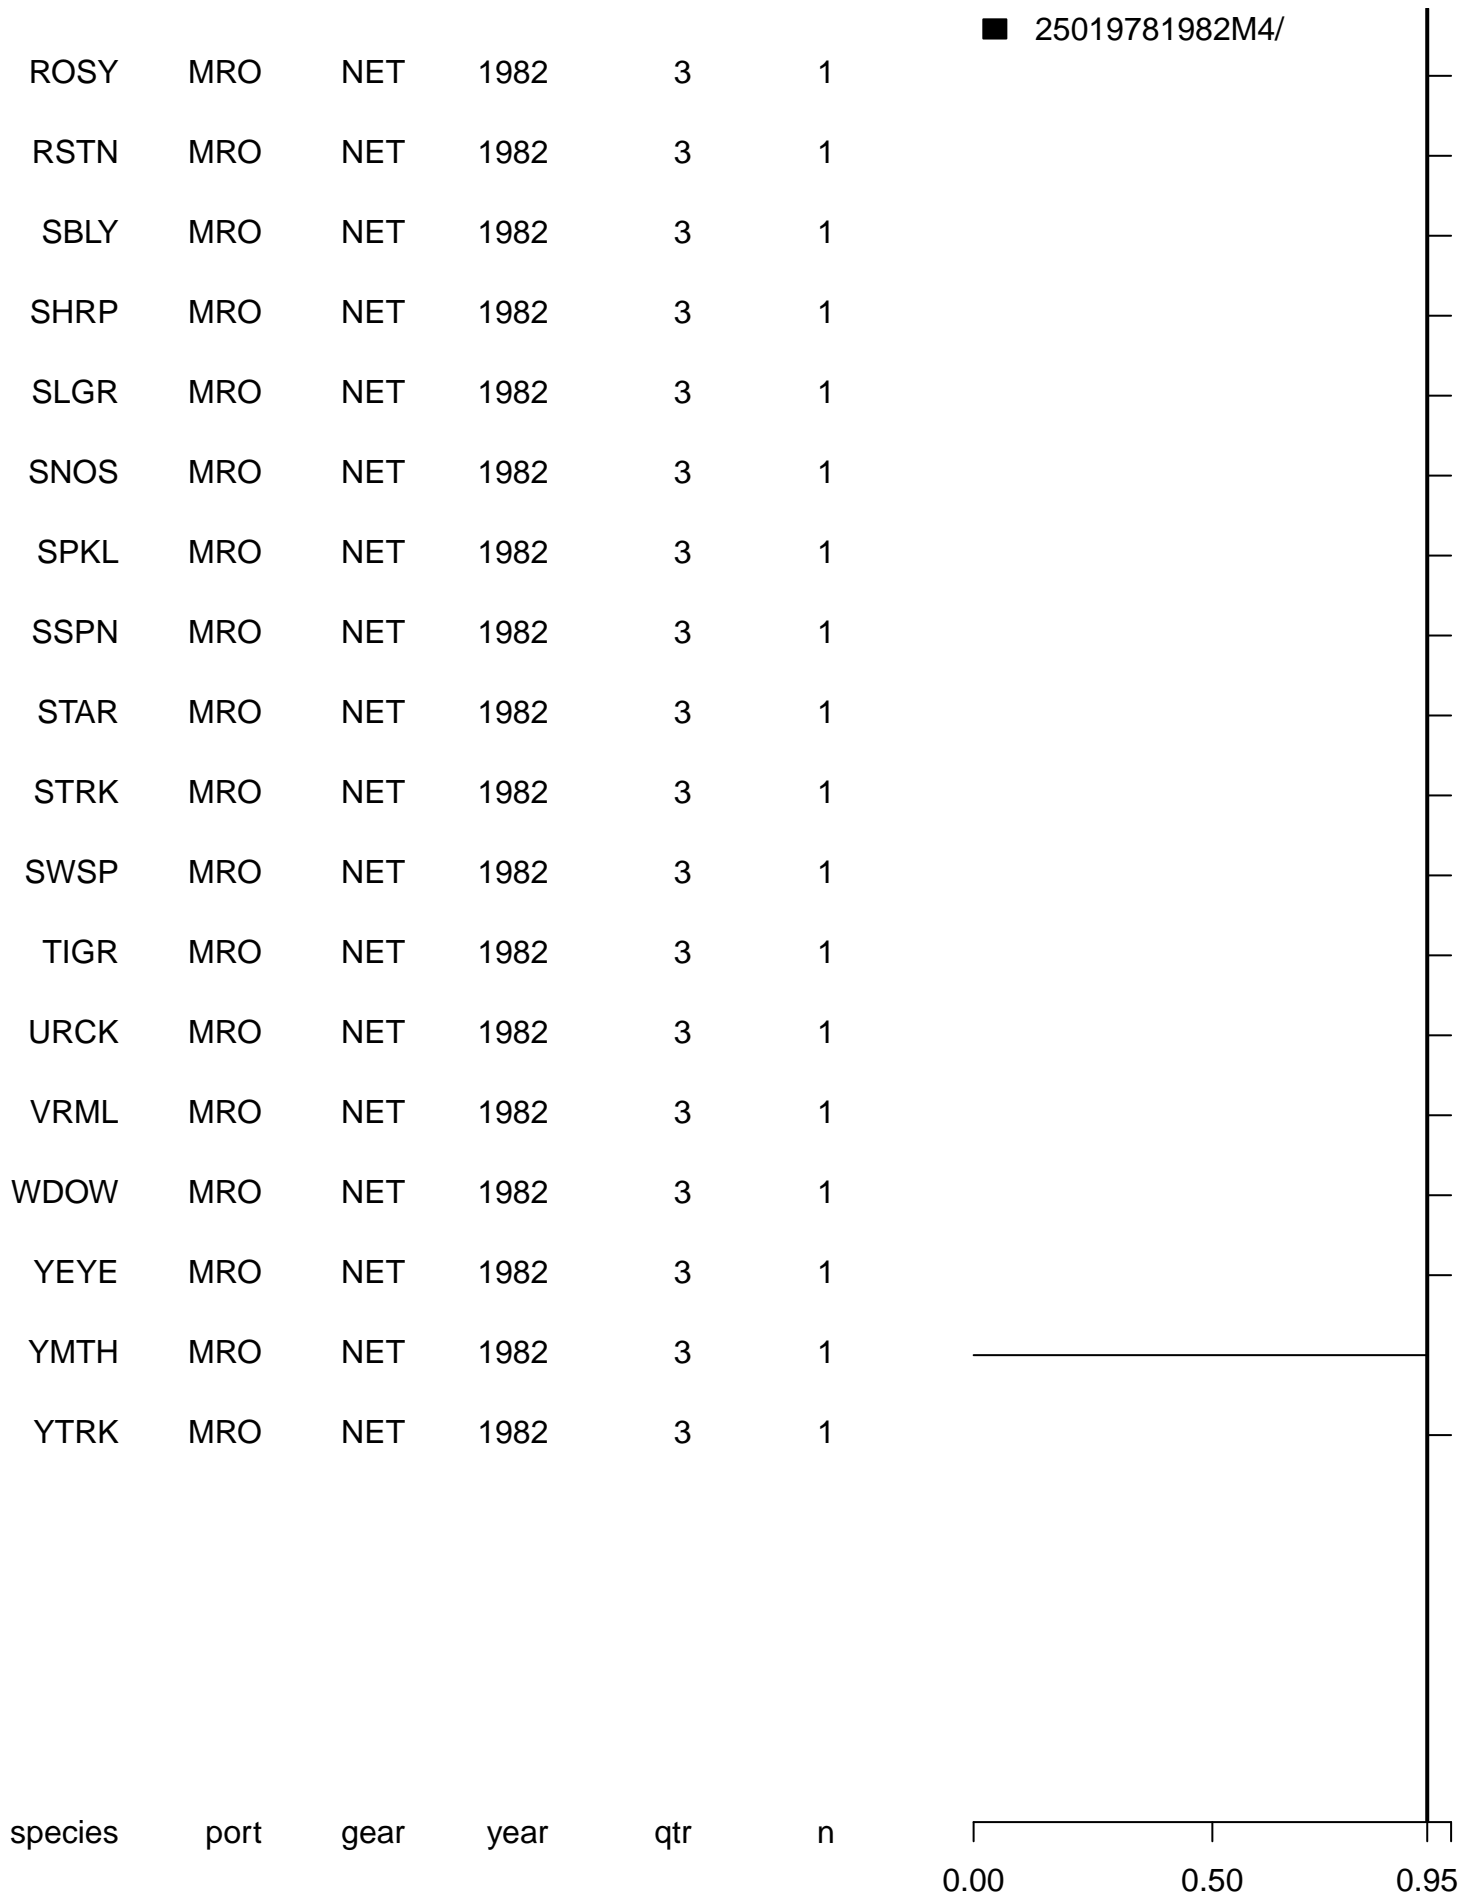 25019781982M4/
ROSY MRO NET 1982 3 1
RSTN MRO NET 1982 3 1
SBLY MRO NET 1982 3 1
SHRP MRO NET 1982 3 1
SLGR MRO NET 1982 3 1
SNOS MRO NET 1982 3 1
SPKL MRO NET 1982 3 1
SSPN MRO NET 1982 3 1
STAR MRO NET 1982 3 1
STRK MRO NET 1982 3 1
SWSP MRO NET 1982 3 1
TIGR MRO NET 1982 3 1
URCK MRO NET 1982 3 1
VRML MRO NET 1982 3 1
WDOW MRO NET 1982 3 1
YEYE MRO NET 1982 3 1
YMTH MRO NET 1982 3 1
YTRK MRO NET 1982 3 1
species port gear year qtr n
0.00 0.50 0.95